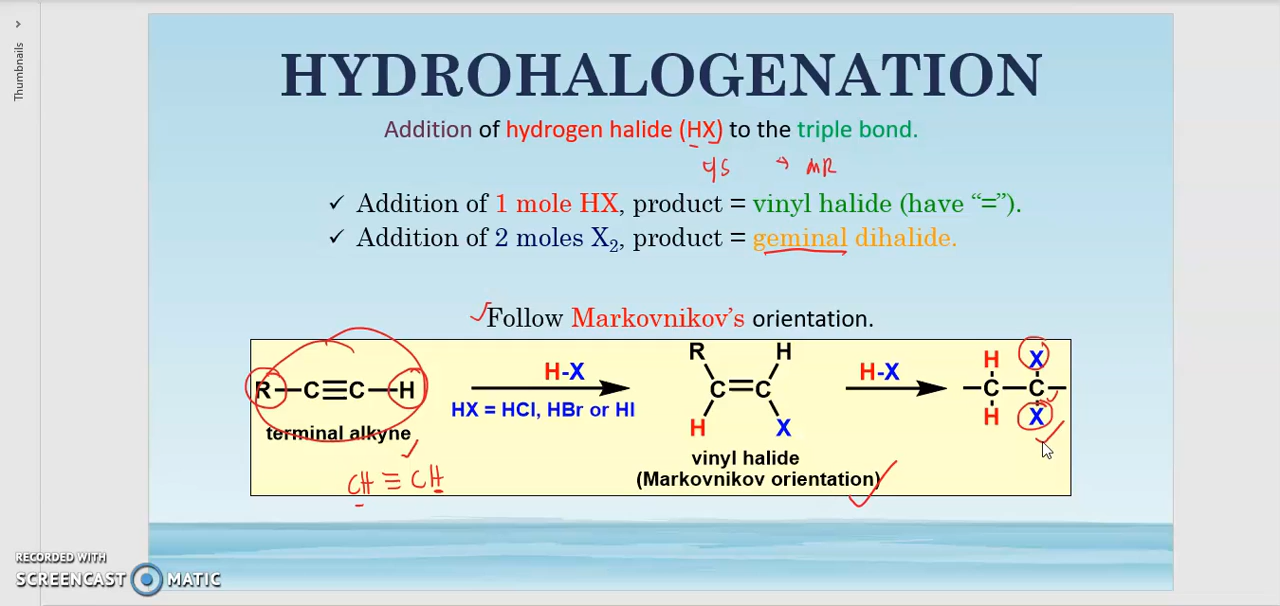 Thumbnails
HYDROHALOGENATION
Addition of hydrogen halide (HX) to the triple bond.
→ MR
✓ Addition of 1 mole HX, product = vinyl halide (have “=”).
✓ Addition of 2 moles X₂, product = geminal dihalide.
Follow Markovnikov’s orientation.
R—C≡C—H
terminal alkyne
CH ≡ CH
H-X
HX = HCl, HBr or HI
R H
C=C
H X
vinyl halide
(Markovnikov orientation)
H-X
H X
—C—C—
H X
RECORDED WITH
SCREENCAST MATIC